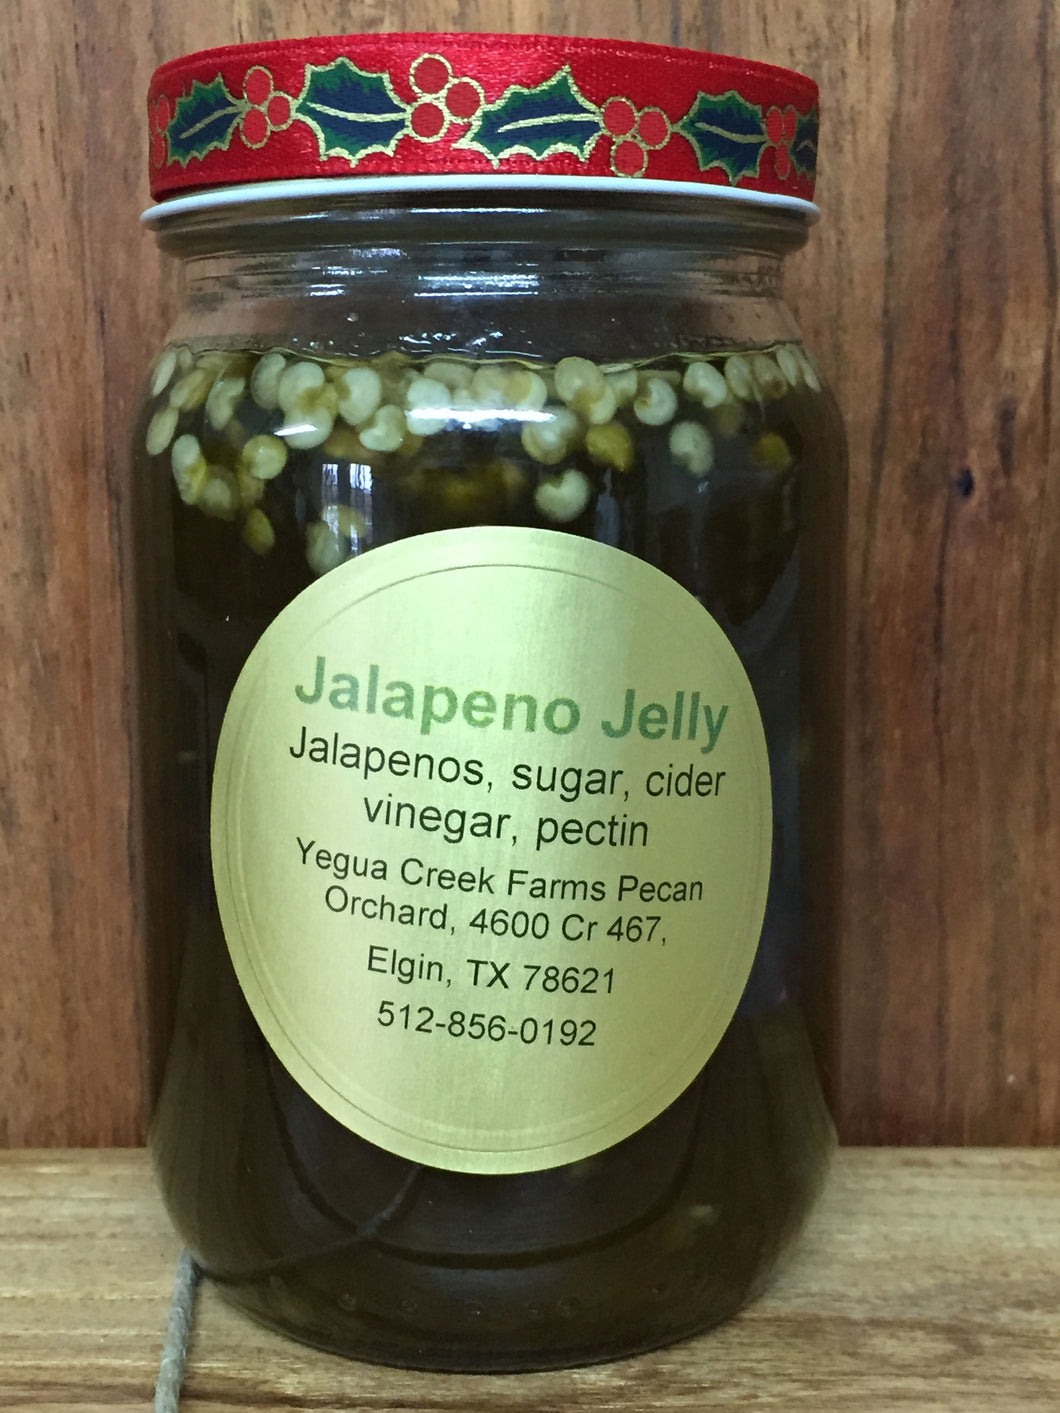 Jalapeno Jelly
Jalapenos, sugar, cider
vinegar, pectin
Yegua Creek Farms Pecan
Orchard, 4600 Cr 467,
Elgin, TX 78621
512-856-0192